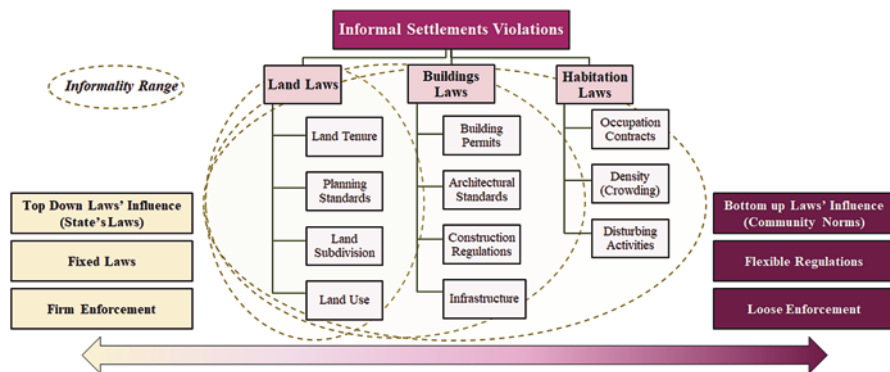 Informal Settlements Violations
Informality Range
Land Laws
Buildings
Laws
Habitation
Laws
Land Tenure
Planning
Standards
Land
Subdivision
Land Use
Building
Permits
Architectural
Standards
Construction
Regulations
Infrastructure
Occupation
Contracts
Density
(Crowding)
Disturbing
Activities
Top Down Laws' Influence
(State's Laws)
Fixed Laws
Firm Enforcement
Bottom up Laws' Influence
(Community Norms)
Flexible Regulations
Loose Enforcement